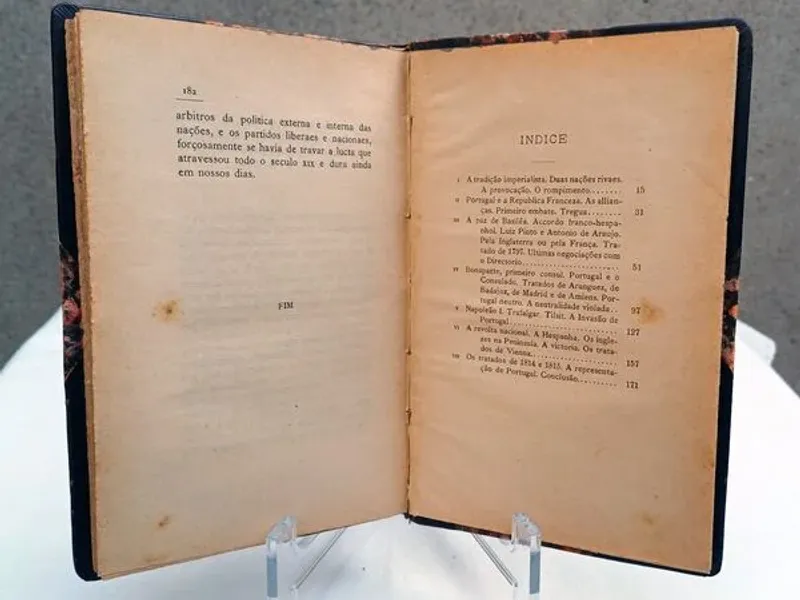 182
arbitros da politica externa e interna das
nações, e os partidos liberaes e nacionaes,
forçosamente se havia de travar a lucta que
atravessou todo o seculo XIX e dura ainda
em nossos dias.
FIM
INDICE
I A tradição imperialista. Duas nações rivaes.
A provocação. O rompimento....... 15
II Portugal e a Republica Franceza. As allian-
ças. Primeiro embate. Tregua....... 31
III A paz de Basiléa. Accordo franco-hespa-
nhol. Luiz Pinto e Antonio de Araujo.
Pela Inglaterra ou pela França. Tra-
tado de 1797. Ultimas negociações com
o Directorio....................... 51
IV Bonaparte, primeiro consul. Portugal e o
Consulado. Tratados de Aranguez, de
Badajoz, de Madrid e de Amiens. Por-
tugal neutro. A neutralidade violada.. 97
V Napoleão I. Trafalgar. Tilsit. A Invasão de
Portugal.......................... 127
VI A revolta nacional. A Hespanha. Os ingle-
zes na Peninsula. A victoria. Os trata-
dos de Vienna..................... 157
VII Os tratados de 1814 e 1815. A representa-
ção de Portugal. Conclusão.......... 171